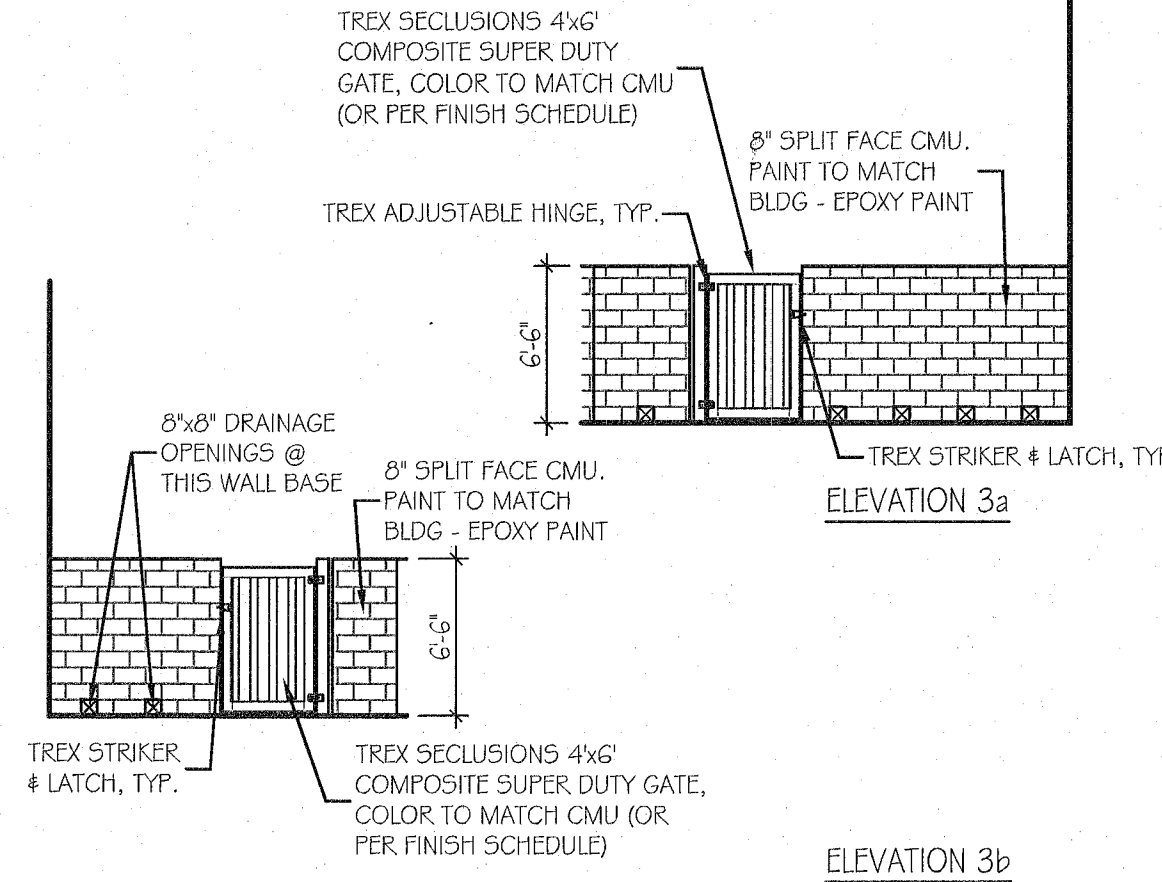 TREX SECLUSIONS 4'x6'
COMPOSITE SUPER DUTY
GATE, COLOR TO MATCH CMU
(OR PER FINISH SCHEDULE)
8" SPLIT FACE CMU.
PAINT TO MATCH
BLDG - EPOXY PAINT
TREX ADJUSTABLE HINGE, TYP.
6'-6"
TREX STRIKER & LATCH, TYP
ELEVATION 3a
8"x8" DRAINAGE
OPENINGS @
THIS WALL BASE
8" SPLIT FACE CMU.
PAINT TO MATCH
BLDG - EPOXY PAINT
6'-6"
TREX STRIKER
& LATCH, TYP.
TREX SECLUSIONS 4'x6'
COMPOSITE SUPER DUTY GATE,
COLOR TO MATCH CMU (OR
PER FINISH SCHEDULE)
ELEVATION 3b